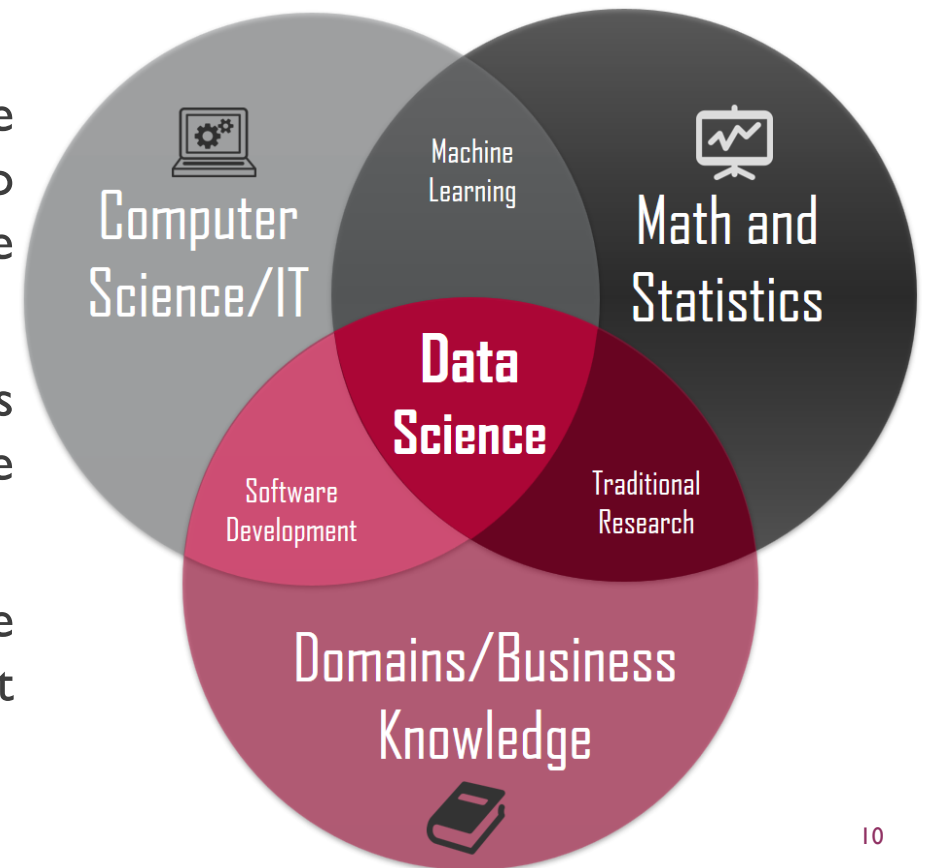 e
o
e
s
e
e
t
Computer
Science/IT
Machine
Learning
Math and
Statistics
Data
Science
Software
Development
Traditional
Research
Domains/Business
Knowledge
10